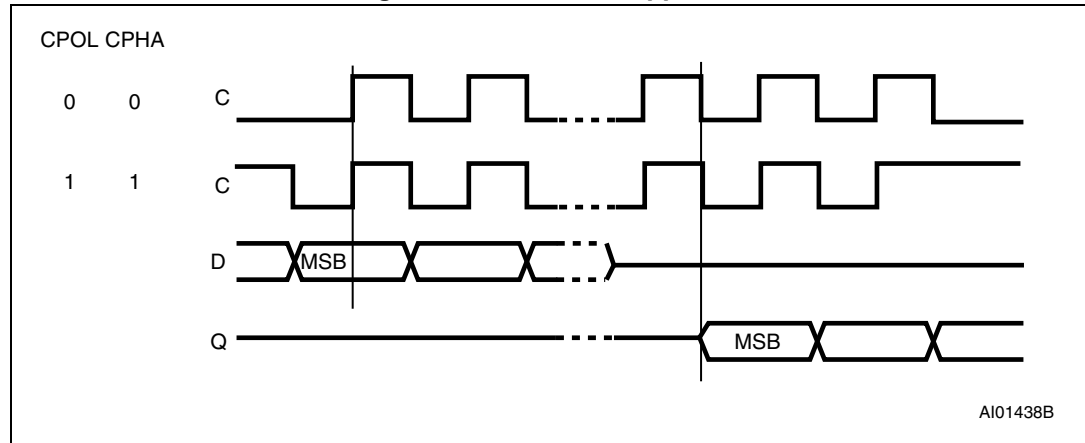 CPOL CPHA
0 0 C
1 1 C
D MSB
Q MSB
AI01438B